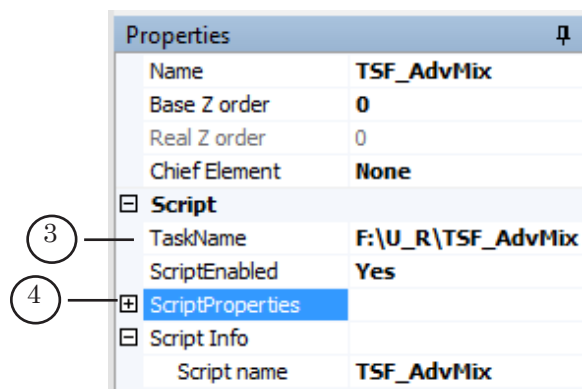 Properties
Name TSF_AdvMix
Base Z order 0
Real Z order 0
Chief Element None
Script
3 TaskName F:\U_R\TSF_AdvMix
ScriptEnabled Yes
4 ScriptProperties
Script Info
Script name TSF_AdvMix